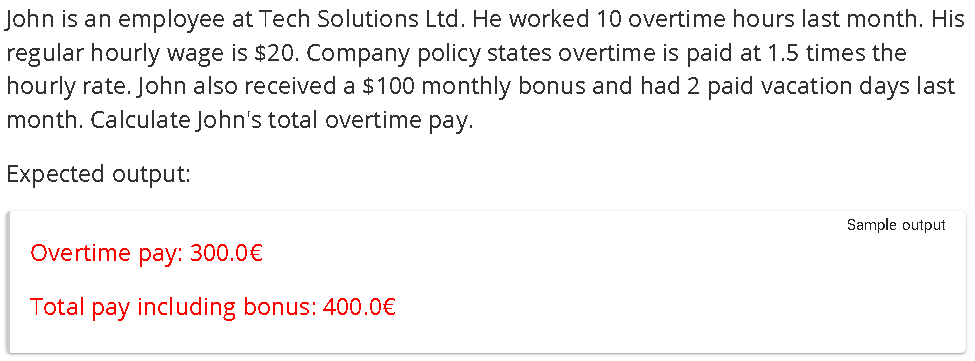 John is an employee at Tech Solutions Ltd. He worked 10 overtime hours last month. His
regular hourly wage is $20. Company policy states overtime is paid at 1.5 times the
hourly rate. John also received a $100 monthly bonus and had 2 paid vacation days last
month. Calculate John's total overtime pay.
Expected output:
Sample output
Overtime pay: 300.0€
Total pay including bonus: 400.0€